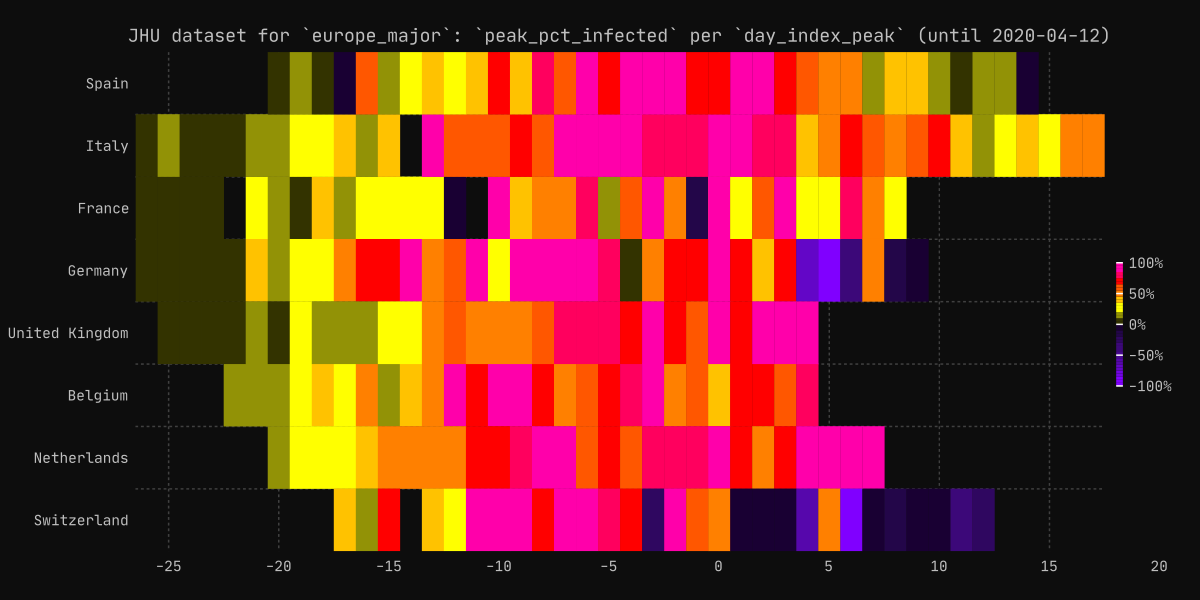 JHU dataset for `europe_major`: `peak_pct_infected` per `day_index_peak` (until 2020-04-12)
Spain
Italy
France
Germany
United Kingdom
Belgium
Netherlands
Switzerland
100%
50%
0%
-50%
-100%
-25 -20 -15 -10 -5 0 5 10 15 20